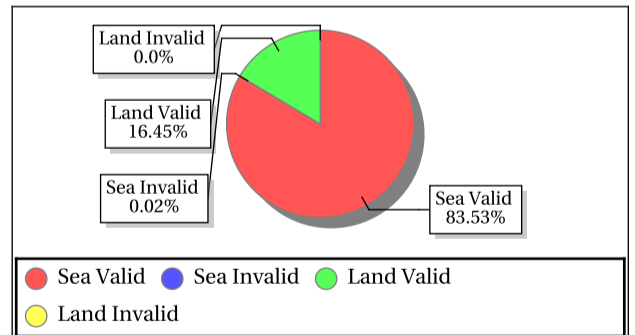 Land Invalid
0.0%
Land Valid
16.45%
Sea Invalid
0.02%
Sea Valid
83.53%
Sea Valid Sea Invalid Land Valid
Land Invalid